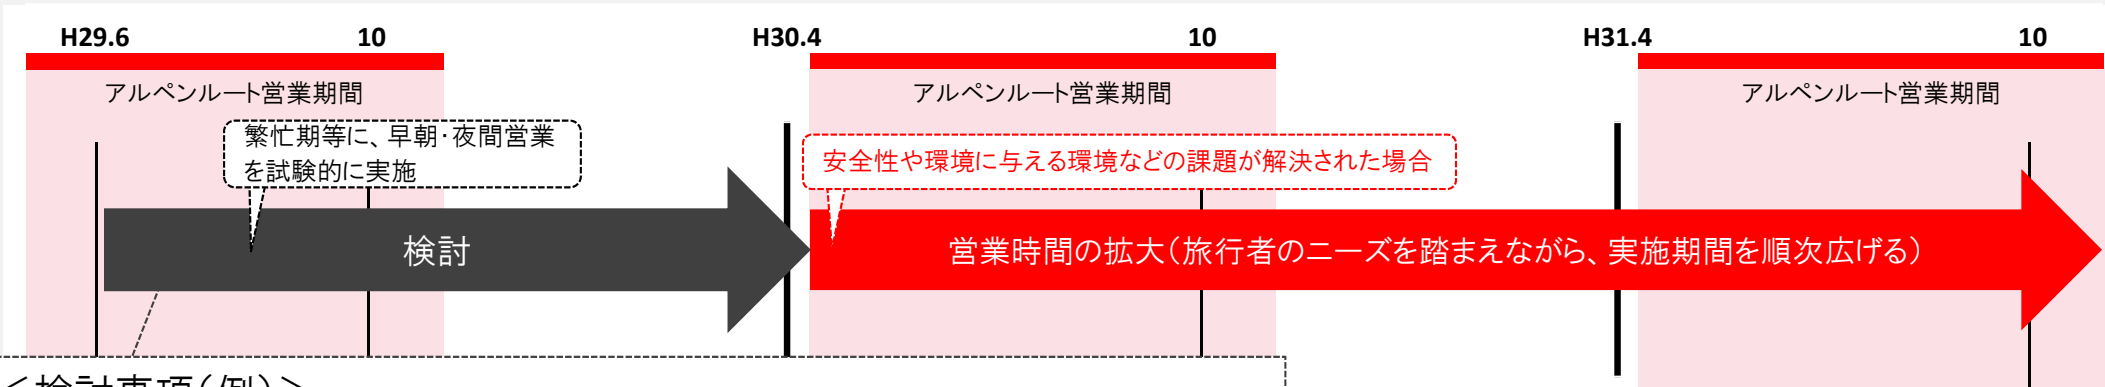 H29.6
10
H30.4
10
H31.4
10
アルペンルート営業期間
アルペンルート営業期間
アルペンルート営業期間
繁忙期等に、早朝・夜間営業
を試験的に実施
安全性や環境に与える環境などの課題が解決された場合
検討
営業時間の拡大(旅行者のニーズを踏まえながら、実施期間を順次広げる)
<検討事項(例)>